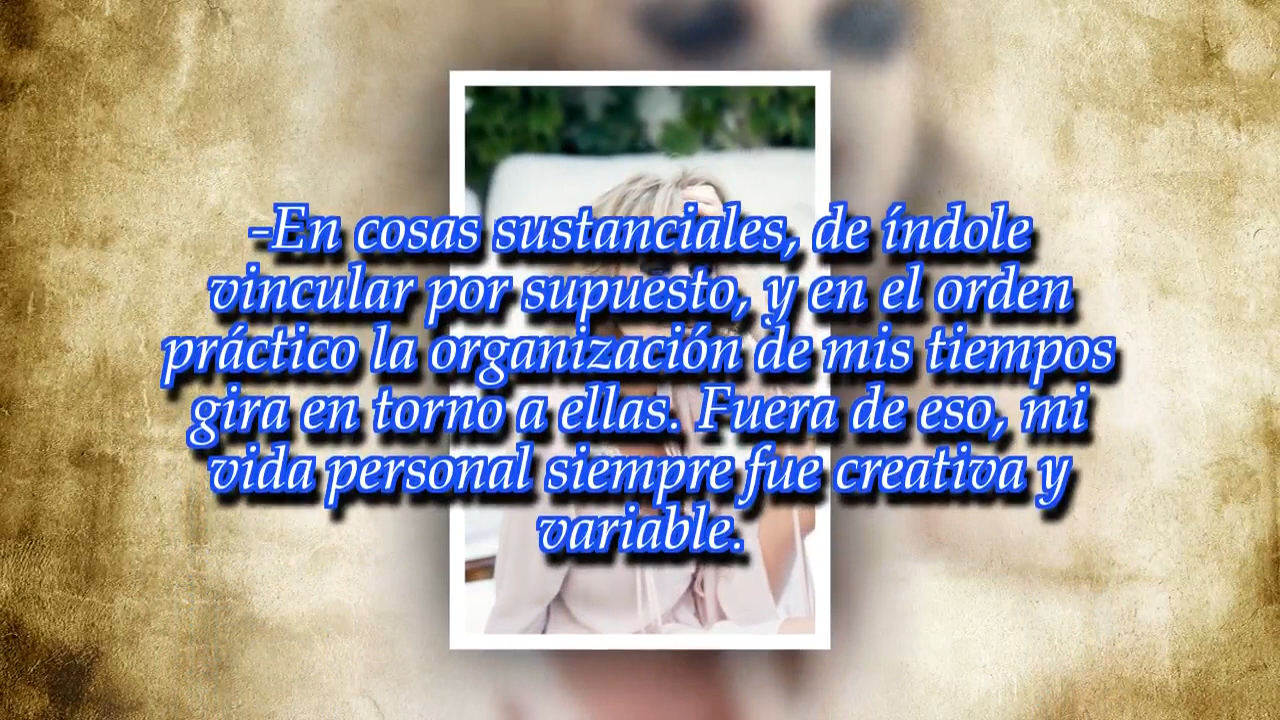 -En cosas sustanciales, de índole
vincular por supuesto, y en el orden
práctico la organización de mis tiempos
gira en torno a ellas. Fuera de eso, mi
vida personal siempre fue creativa y
variable.